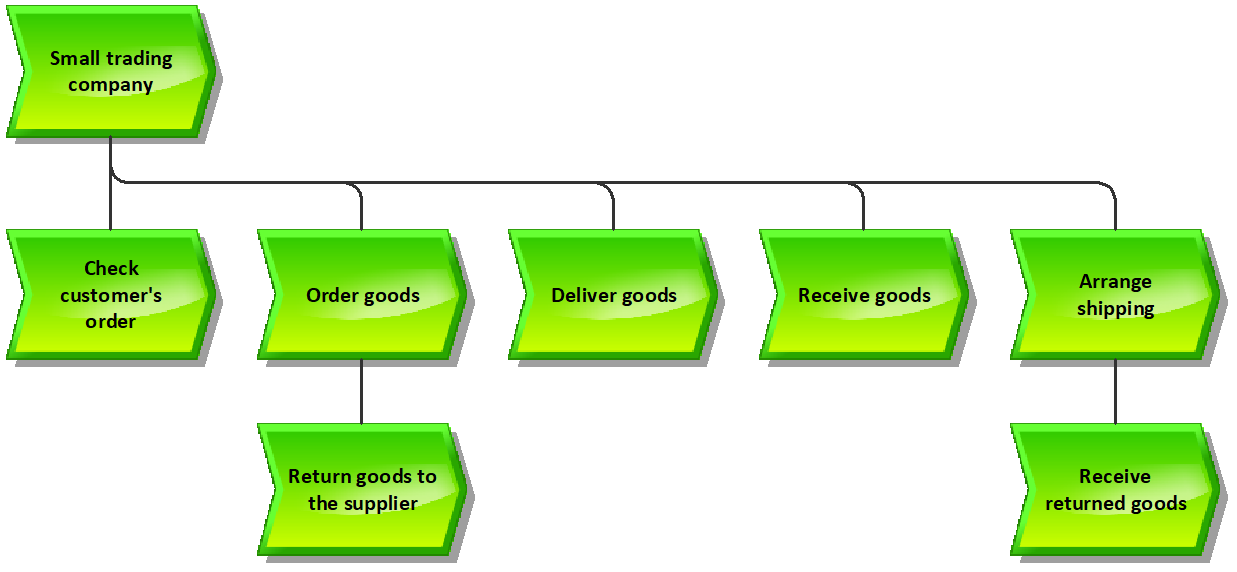 Small trading
company
Check
customer's
order
Order goods
Deliver goods
Receive goods
Arrange
shipping
Return goods to
the supplier
Receive
returned goods